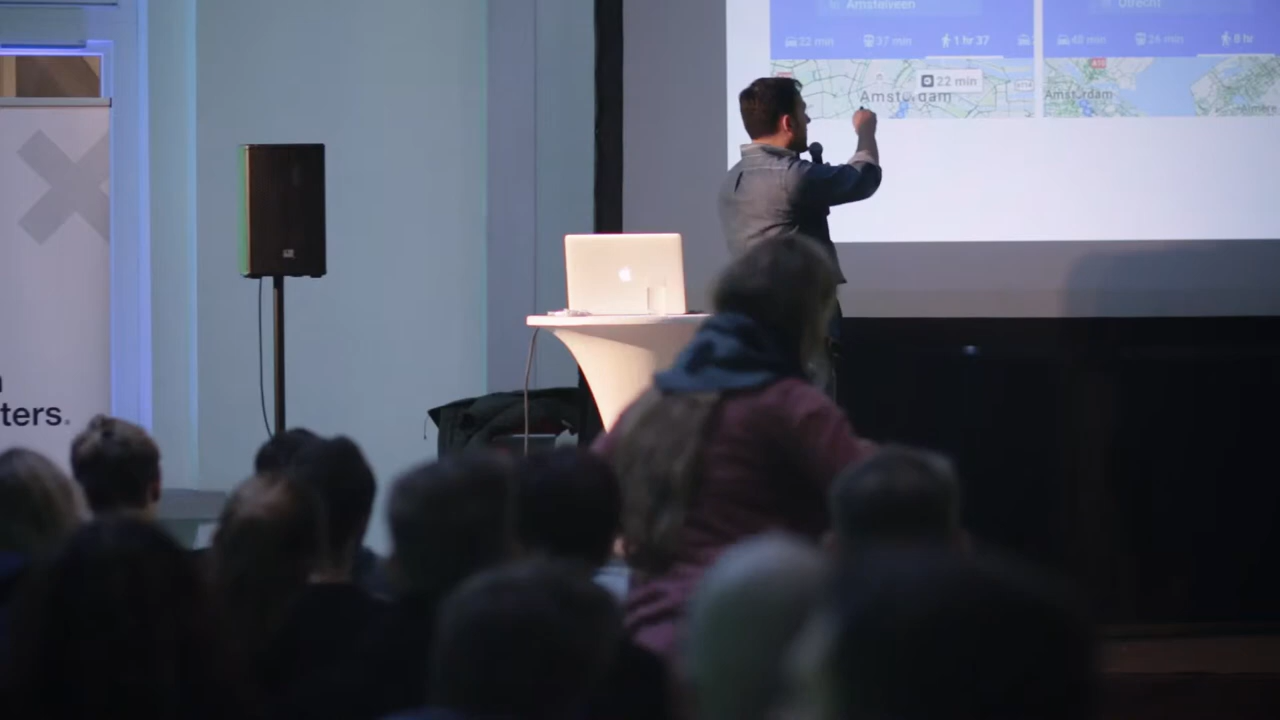 Amstelveen
Utrecht
22 min
37 min
1 hr 37
48 min
26 min
8 hr
22 min
Amsterdam
Amsterdam
ters.